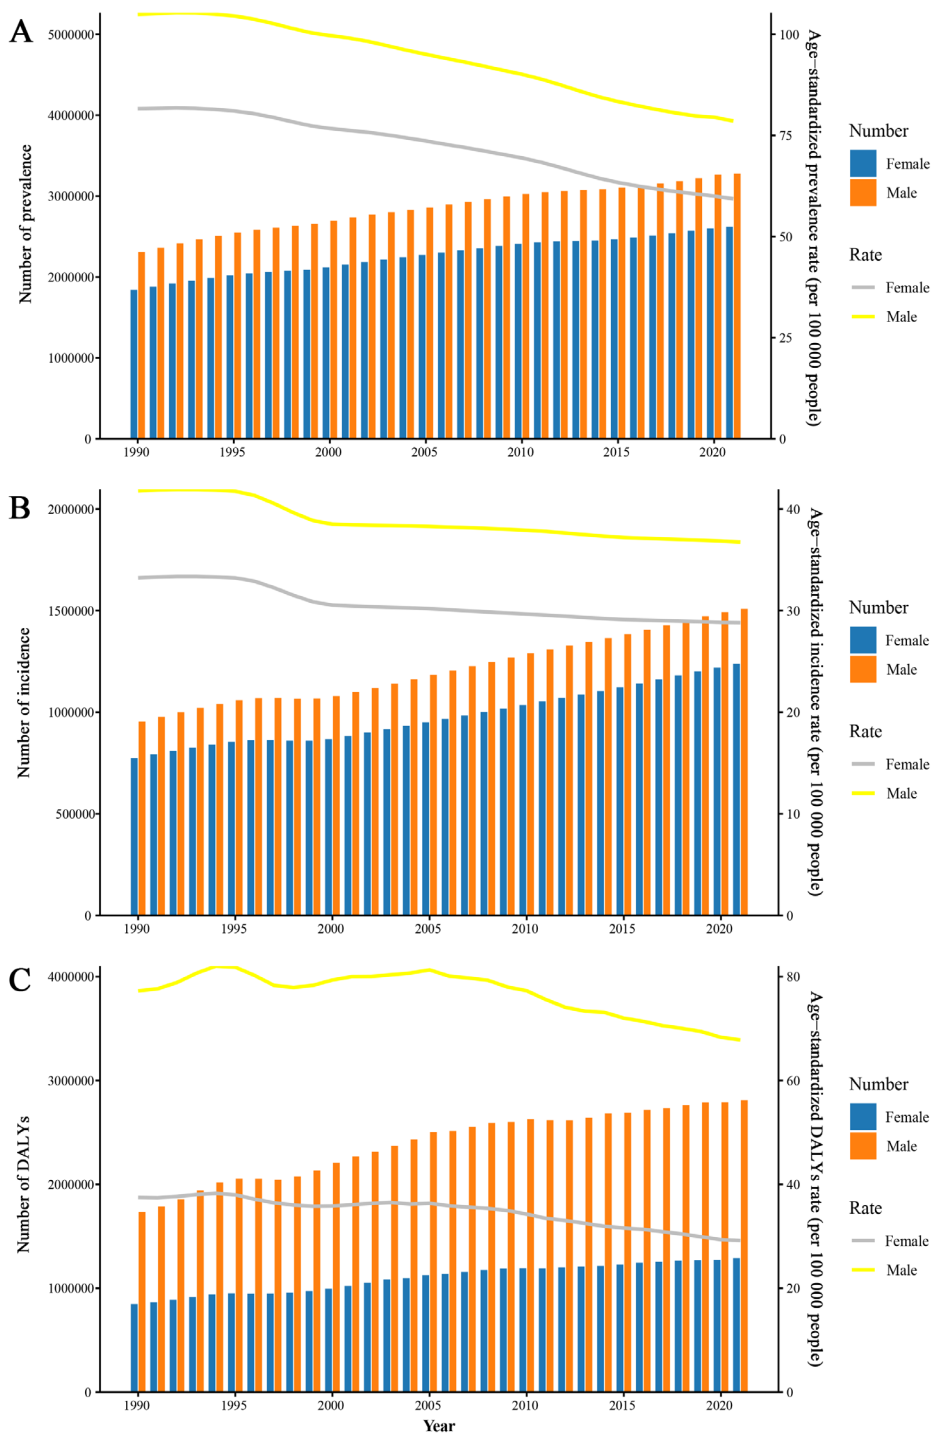 A
Number of prevalence
5000000
4000000
3000000
2000000
1000000
0
100
75
50
25
0
Age−standardized prevalence rate (per 100 000 people)
1990 1995 2000 2005 2010 2015 2020
Number
Female
Male
Rate
Female
Male
B
Number of incidence
2000000
1500000
1000000
500000
0
40
30
20
10
0
Age−standardized incidence rate (per 100 000 people)
1990 1995 2000 2005 2010 2015 2020
Number
Female
Male
Rate
Female
Male
C
Number of DALYs
4000000
3000000
2000000
1000000
0
80
60
40
20
0
Age−standardized DALYs rate (per 100 000 people)
1990 1995 2000 2005 2010 2015 2020
Year
Number
Female
Male
Rate
Female
Male